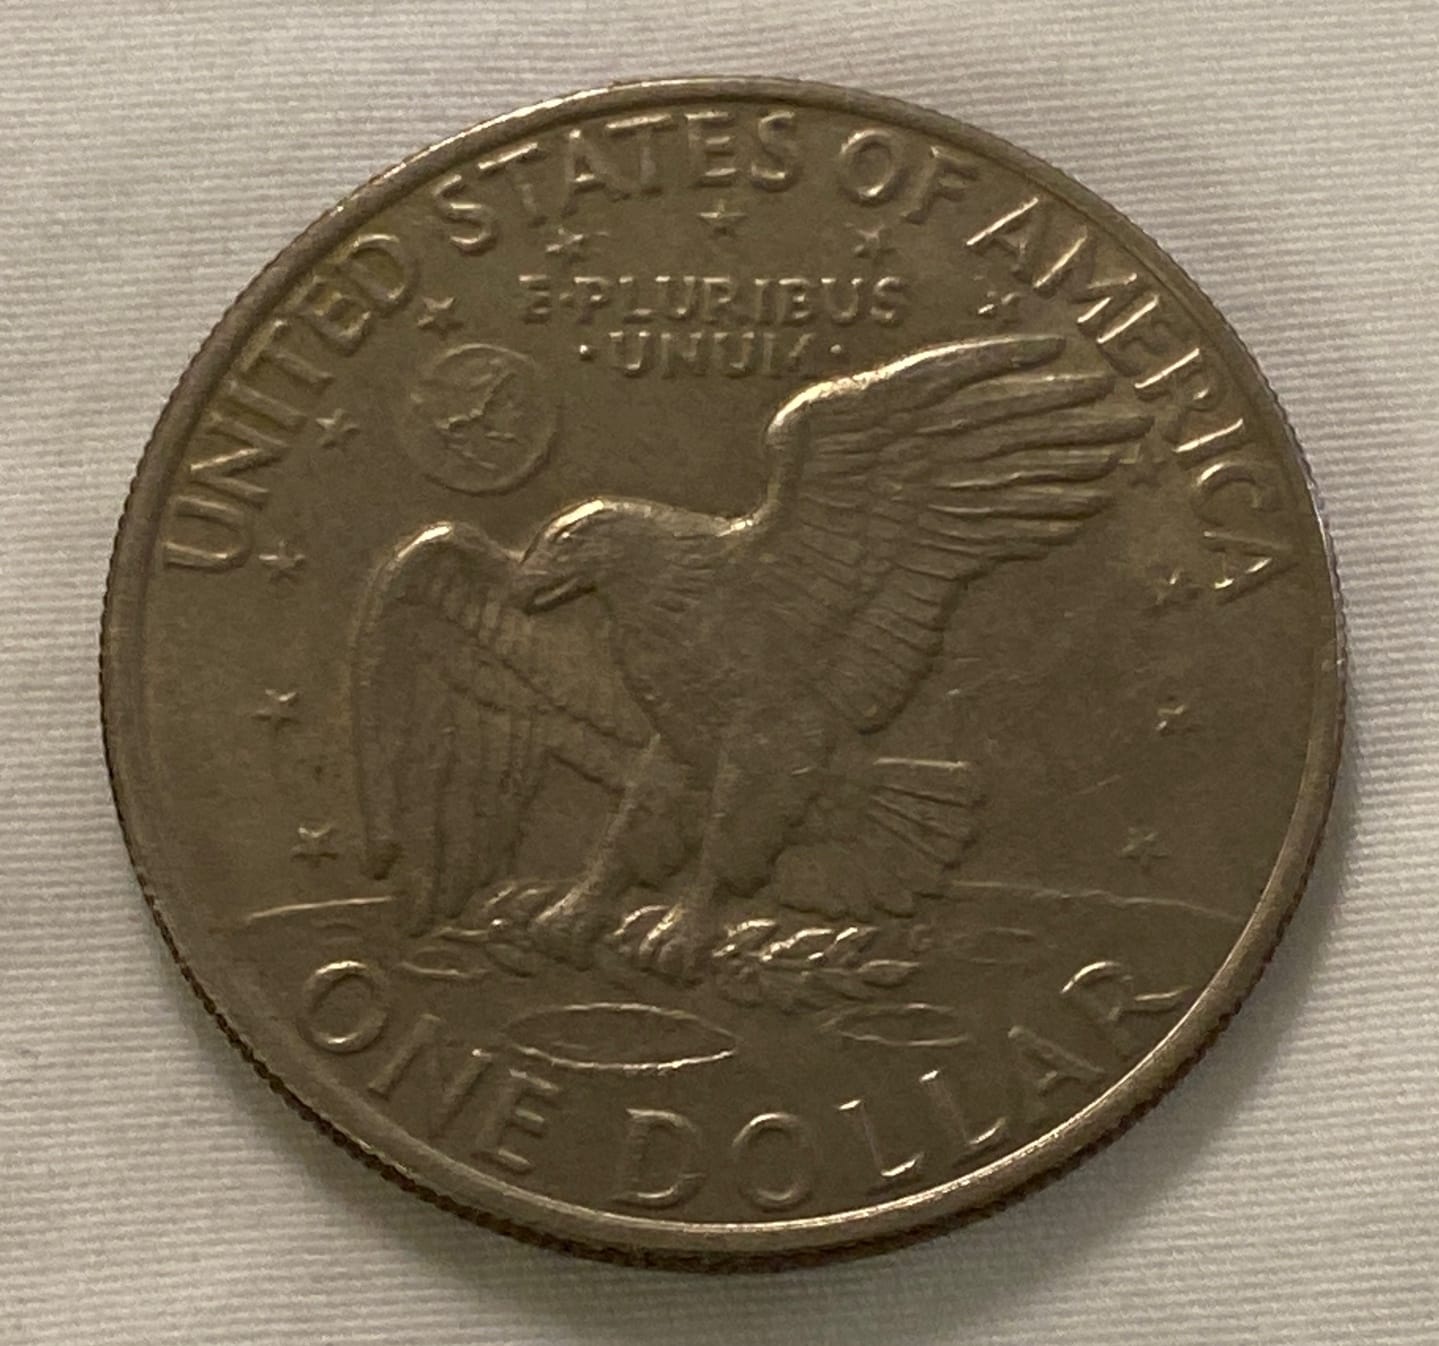 UNITED STATES OF AMERICA
E·PLURIBUS
·UNUM·
ONE DOLLAR